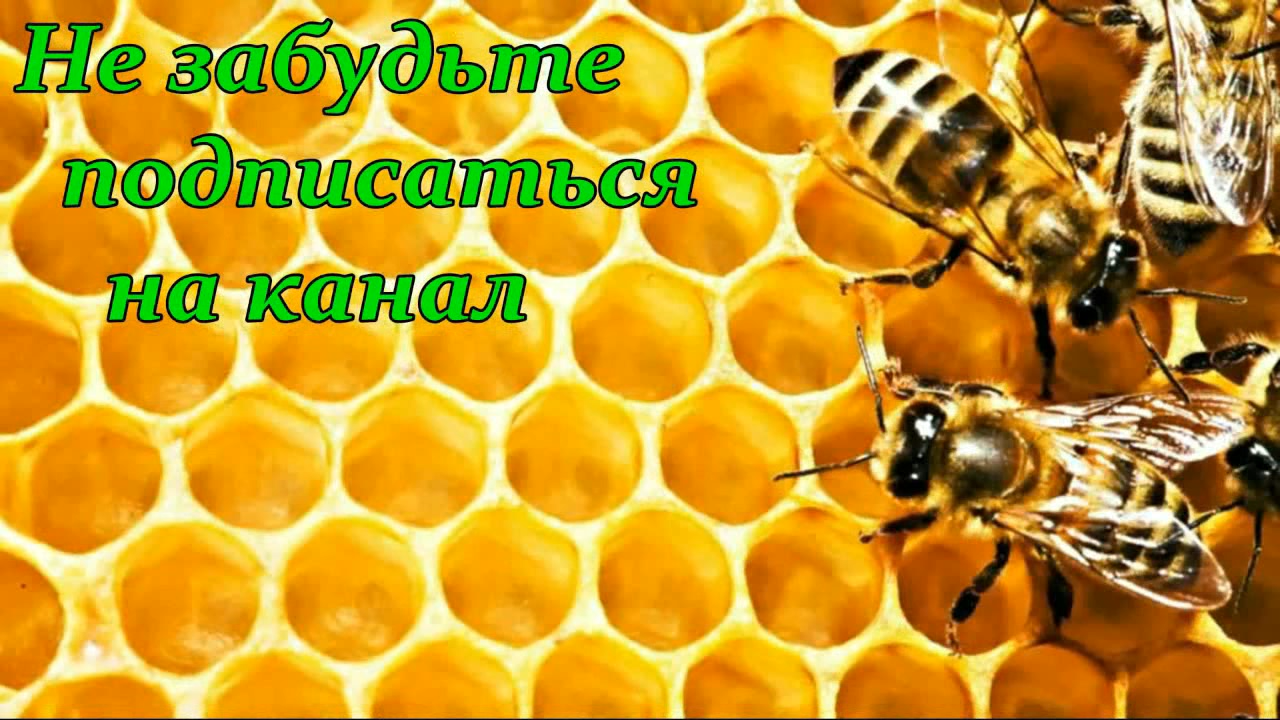 Не забудьте
подписаться
на канал